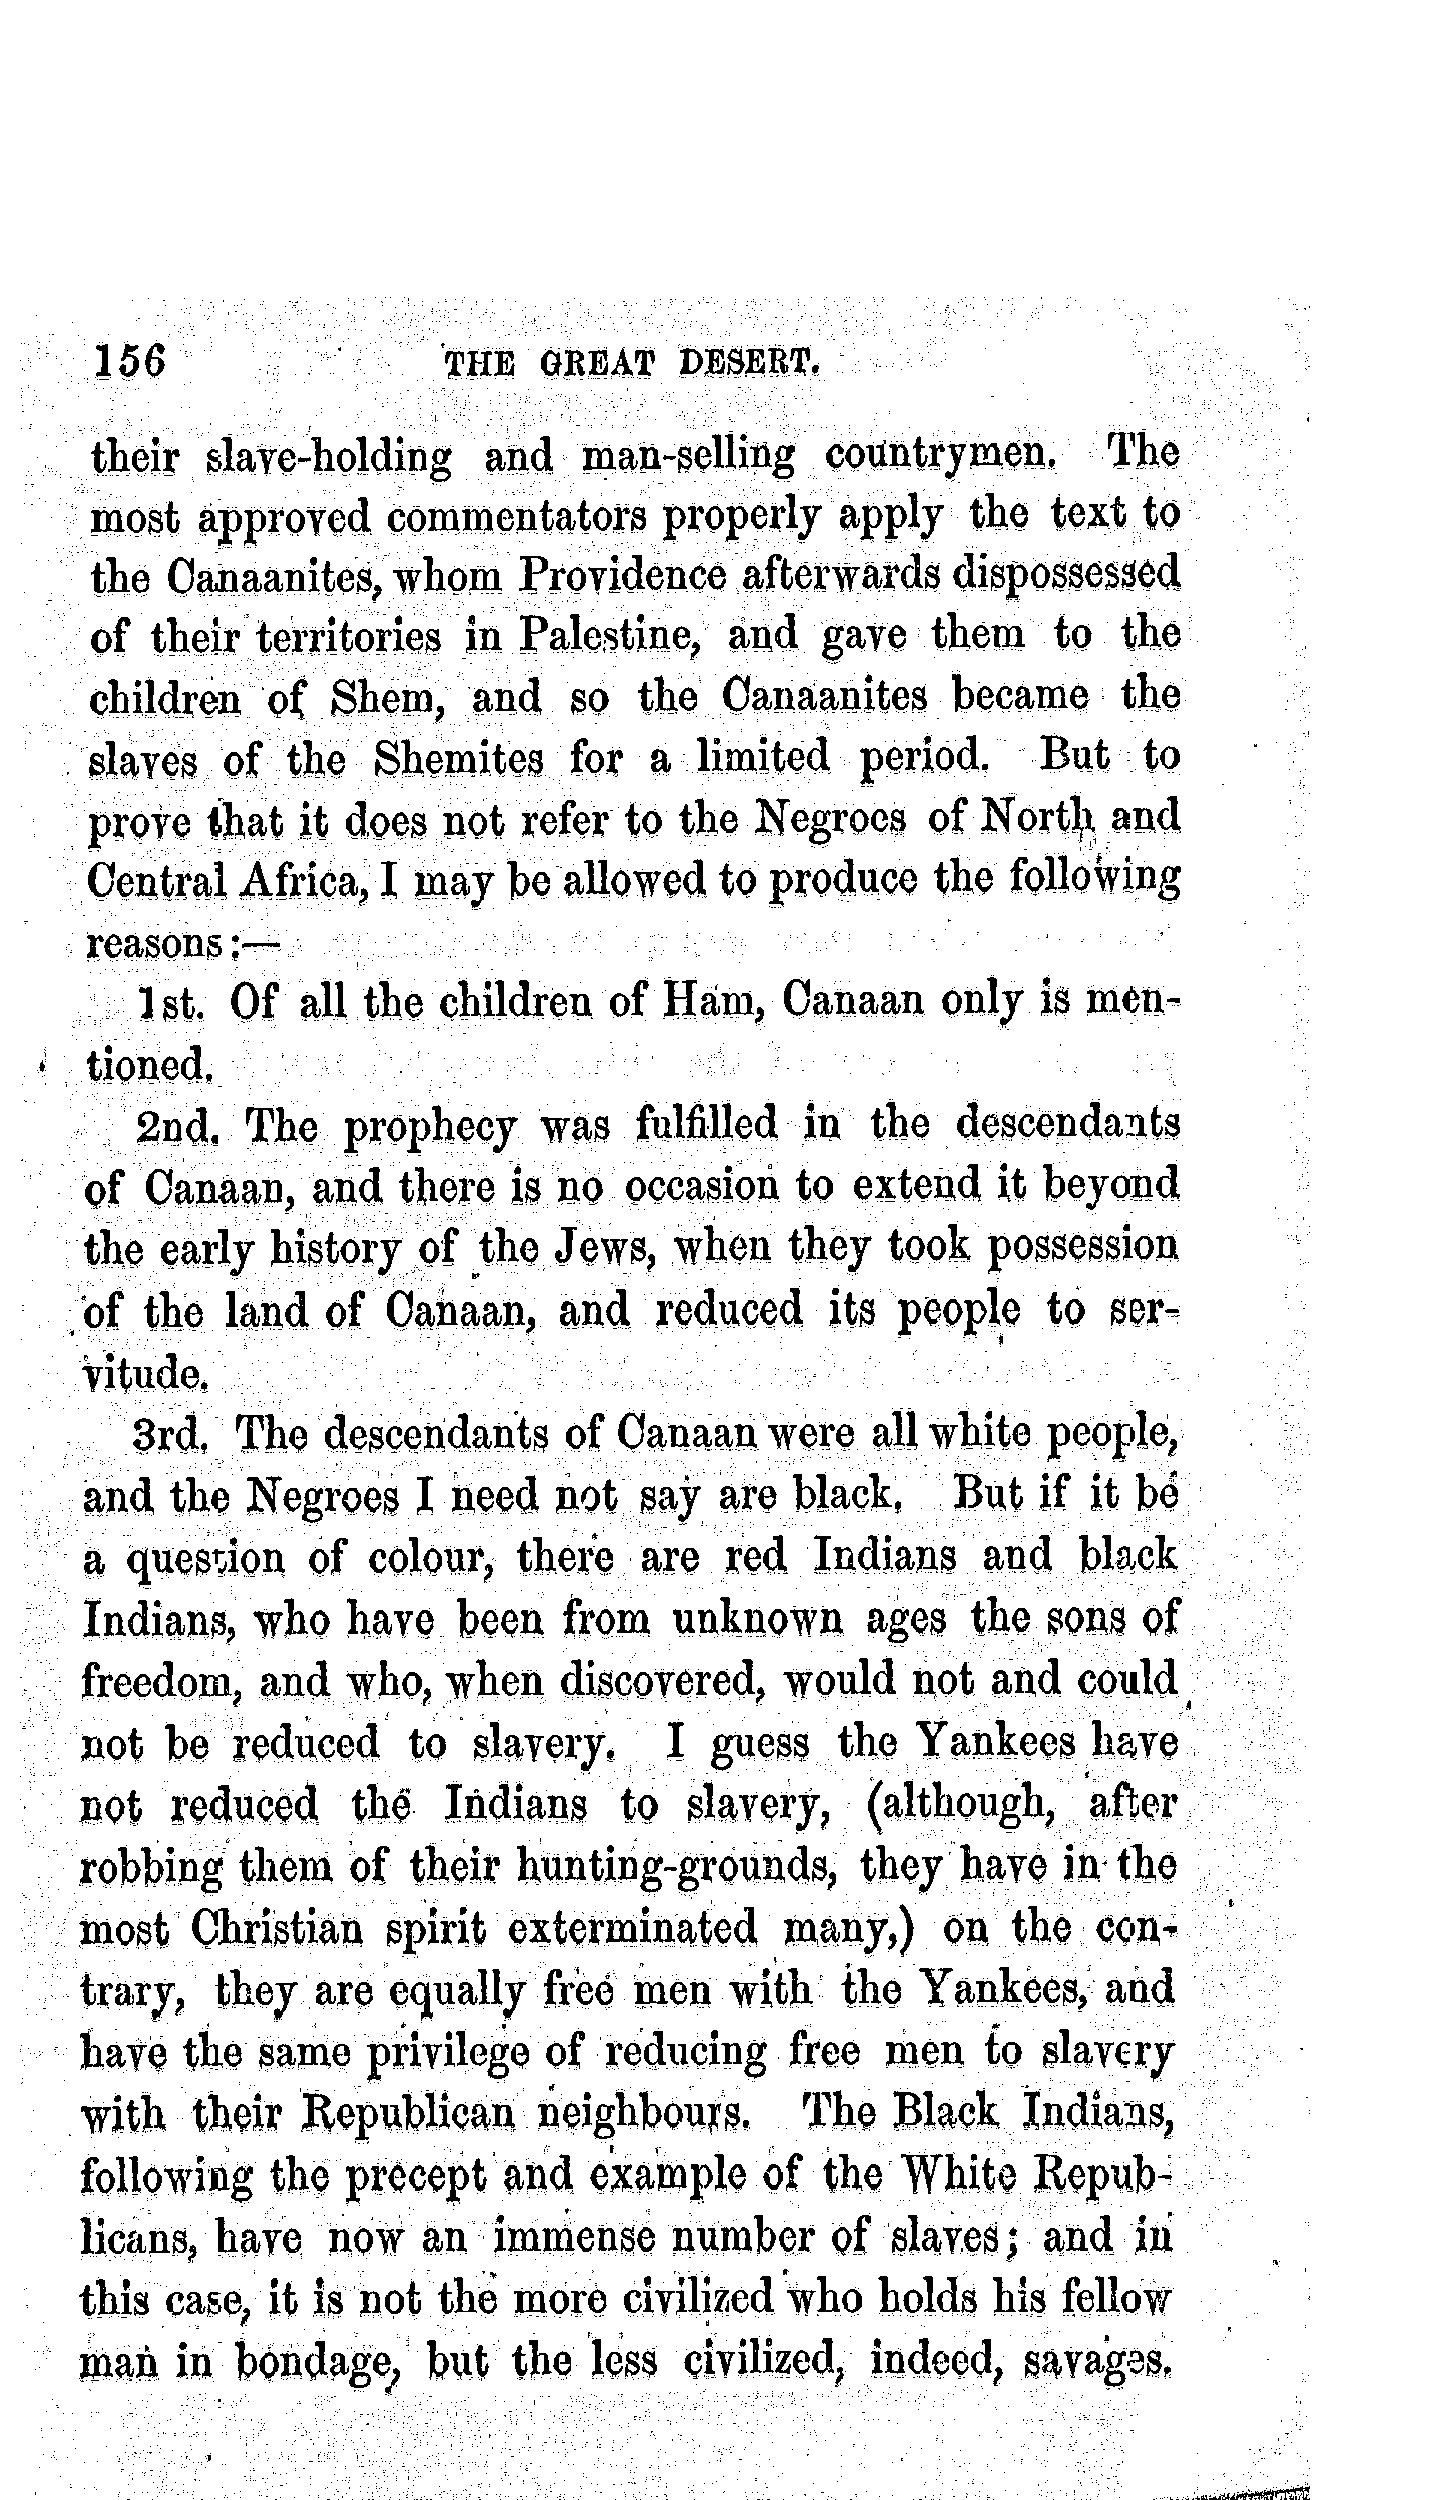 156 THE GREAT DESERT.
their slave-holding and man-selling countrymen. The
most approved commentators properly apply the text to
the Canaanites, whom Providence afterwards dispossessed
of their territories in Palestine, and gave them to the
children of Shem, and so the Canaanites became the
slaves of the Shemites for a limited period. But to
prove that it does not refer to the Negroes of North and
Central Africa, I may be allowed to produce the following
reasons:—
1st. Of all the children of Ham, Canaan only is men-
tioned.
2nd. The prophecy was fulfilled in the descendants
of Canaan, and there is no occasion to extend it beyond
the early history of the Jews, when they took possession
of the land of Canaan, and reduced its people to ser-
vitude.
3rd. The descendants of Canaan were all white people,
and the Negroes I need not say are black. But if it be
a question of colour, there are red Indians and black
Indians, who have been from unknown ages the sons of
freedom, and who, when discovered, would not and could
not be reduced to slavery. I guess the Yankees have
not reduced the Indians to slavery, (although, after
robbing them of their hunting-grounds, they have in the
most Christian spirit exterminated many,) on the con-
trary, they are equally free men with the Yankees, and
have the same privilege of reducing free men to slavery
with their Republican neighbours. The Black Indians,
following the precept and example of the White Repub-
licans, have now an immense number of slaves; and in
this case, it is not the more civilized who holds his fellow
man in bondage, but the less civilized, indeed, savages.